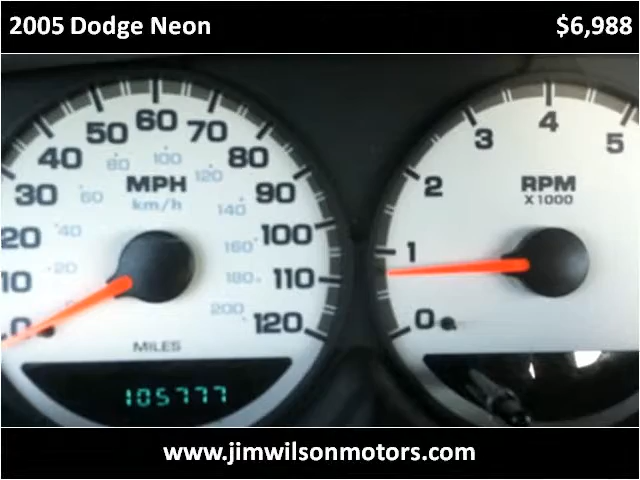 2005 Dodge Neon $6,988
60
50 70
40 80
30 90
20 100
10 110
0 120
MPH
km/h
100
80 120
60 140
40 160
20 180
200
MILES
105777
4
3 5
2
1
0
RPM
X 1000
www.jimwilsonmotors.com